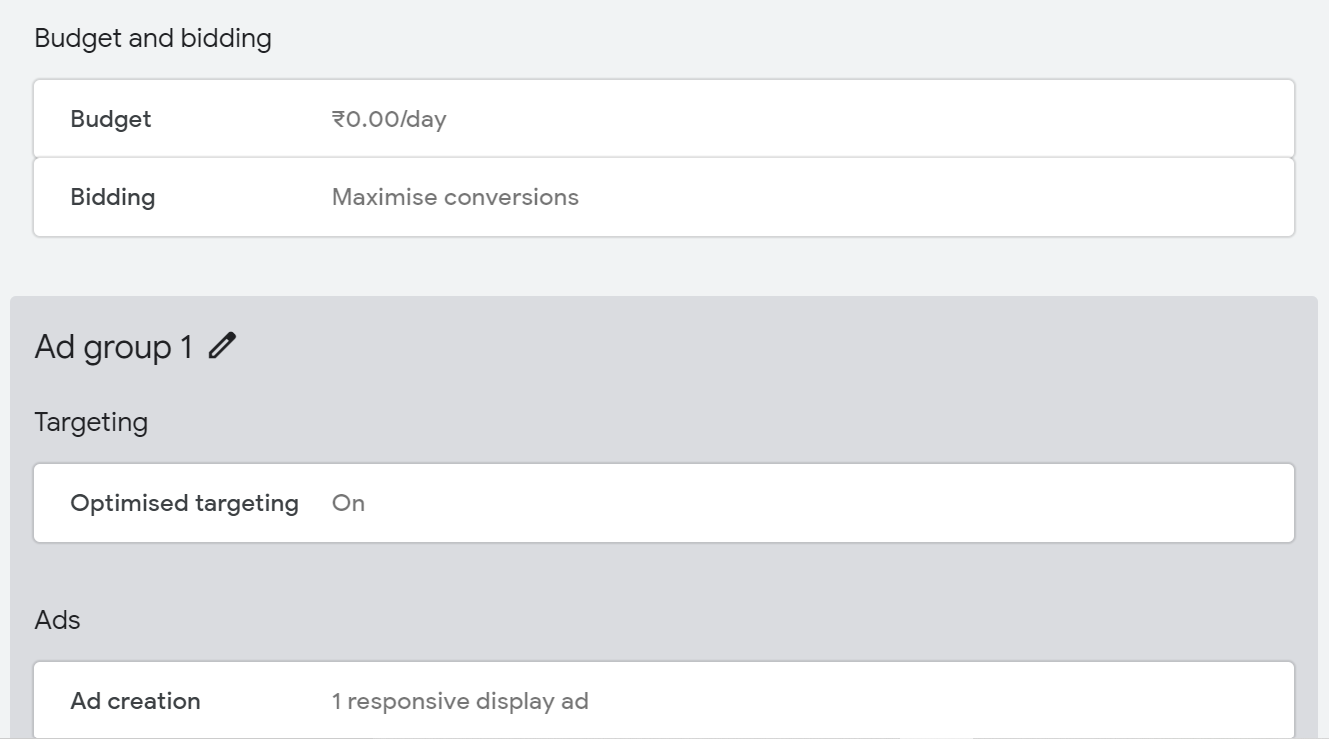 Budget and bidding
Budget ₹0.00/day
Bidding Maximise conversions
Ad group 1
Targeting
Optimised targeting On
Ads
Ad creation 1 responsive display ad